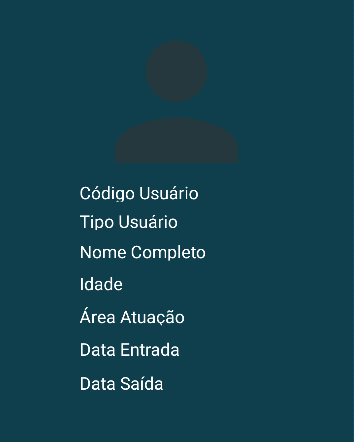 Código Usuário
Tipo Usuário
Nome Completo
Idade
Área Atuação
Data Entrada
Data Saída